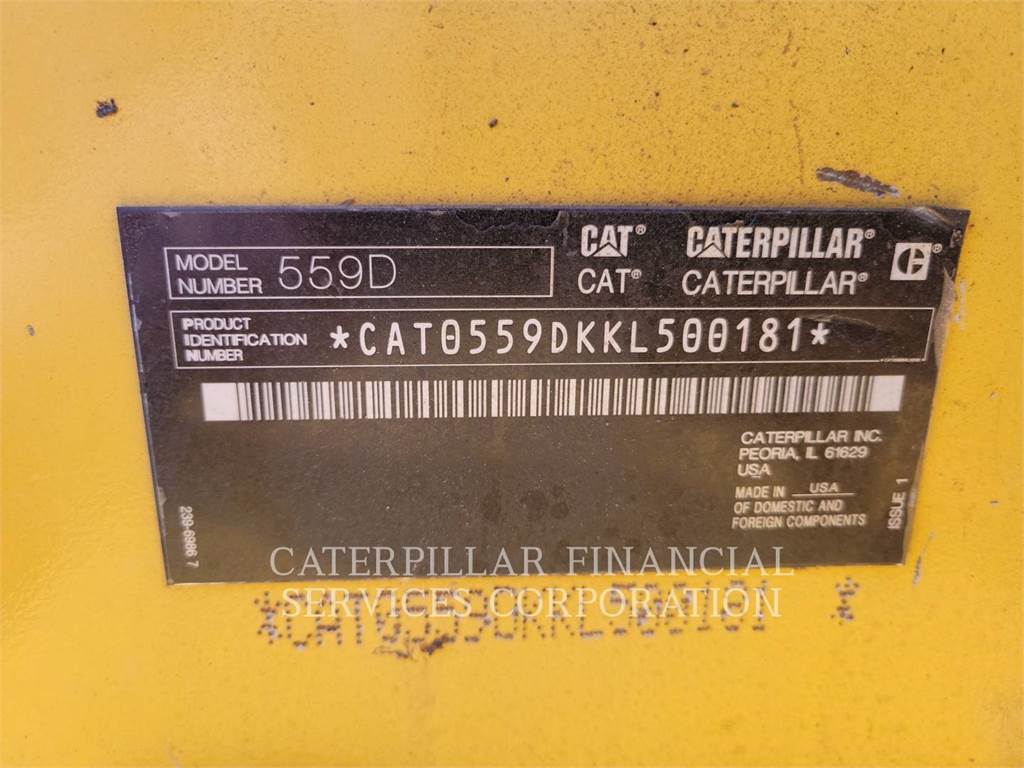 CAT® CATERPILLAR®
CAT® CATERPILLAR® ®
MODEL NUMBER 559D
PRODUCT IDENTIFICATION NUMBER *CAT0559DKKL500181*
CATERPILLAR INC.
PEORIA, IL 61629
USA
MADE IN USA
OF DOMESTIC AND
FOREIGN COMPONENTS
ISSUE 1
239-6986 7
CATERPILLAR FINANCIAL
SERVICES CORPORATION
*CAT0559DKKL500181 *